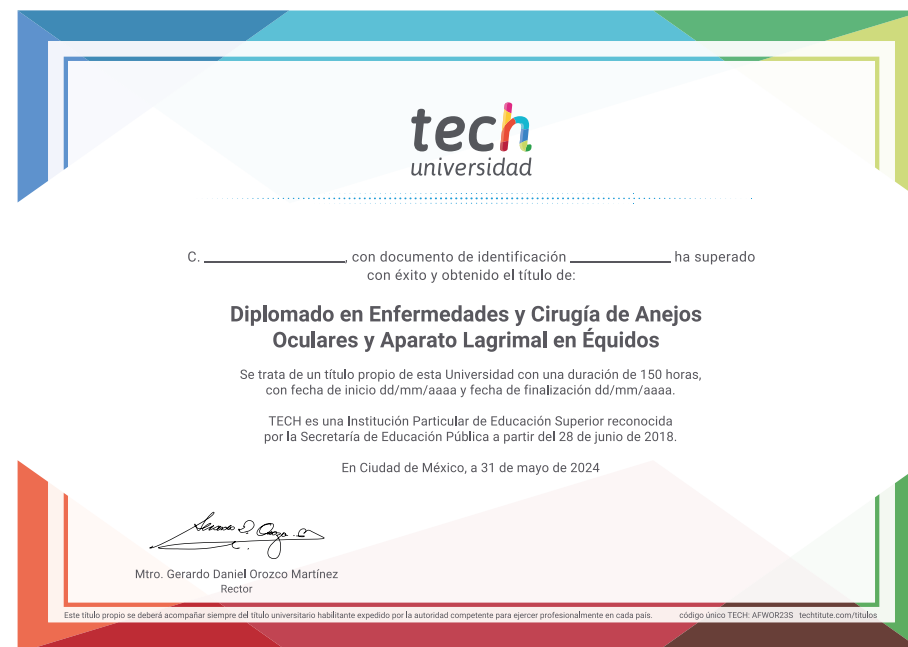 tech
universidad
C. ____________, con documento de identificación ____________ ha superado
con éxito y obtenido el título de:
Diplomado en Enfermedades y Cirugía de Anejos
Oculares y Aparato Lagrimal en Équidos
Se trata de un título propio de esta Universidad con una duración de 150 horas,
con fecha de inicio dd/mm/aaaa y fecha de finalización dd/mm/aaaa.
TECH es una Institución Particular de Educación Superior reconocida
por la Secretaría de Educación Pública a partir del 28 de junio de 2018.
En Ciudad de México, a 31 de mayo de 2024
Mtro. Gerardo Daniel Orozco Martínez
Rector
Este título propio se deberá acompañar siempre del título universitario habilitante expedido por la autoridad competente para ejercer profesionalmente en cada país. código único TECH: AFWOR23S techtitute.com/titulos